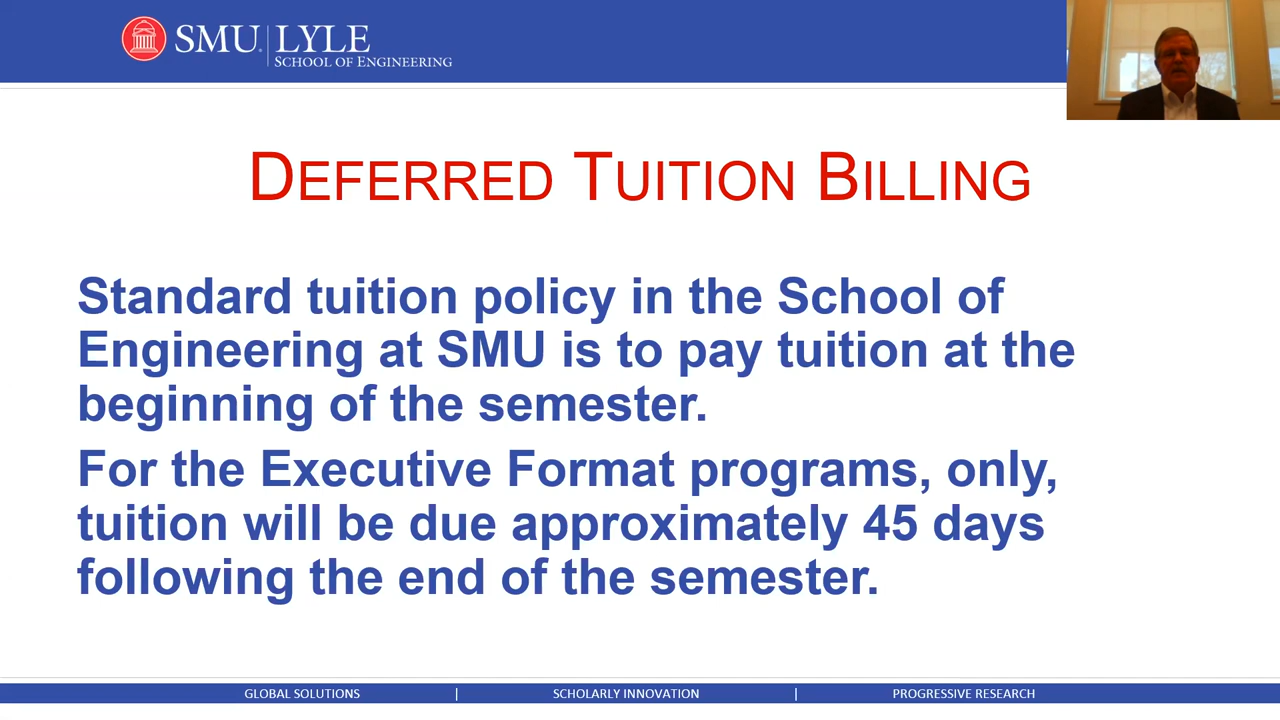 SMU LYLE
SCHOOL OF ENGINEERING
DEFERRED TUITION BILLING
Standard tuition policy in the School of
Engineering at SMU is to pay tuition at the
beginning of the semester.
For the Executive Format programs, only,
tuition will be due approximately 45 days
following the end of the semester.
GLOBAL SOLUTIONS | SCHOLARLY INNOVATION | PROGRESSIVE RESEARCH